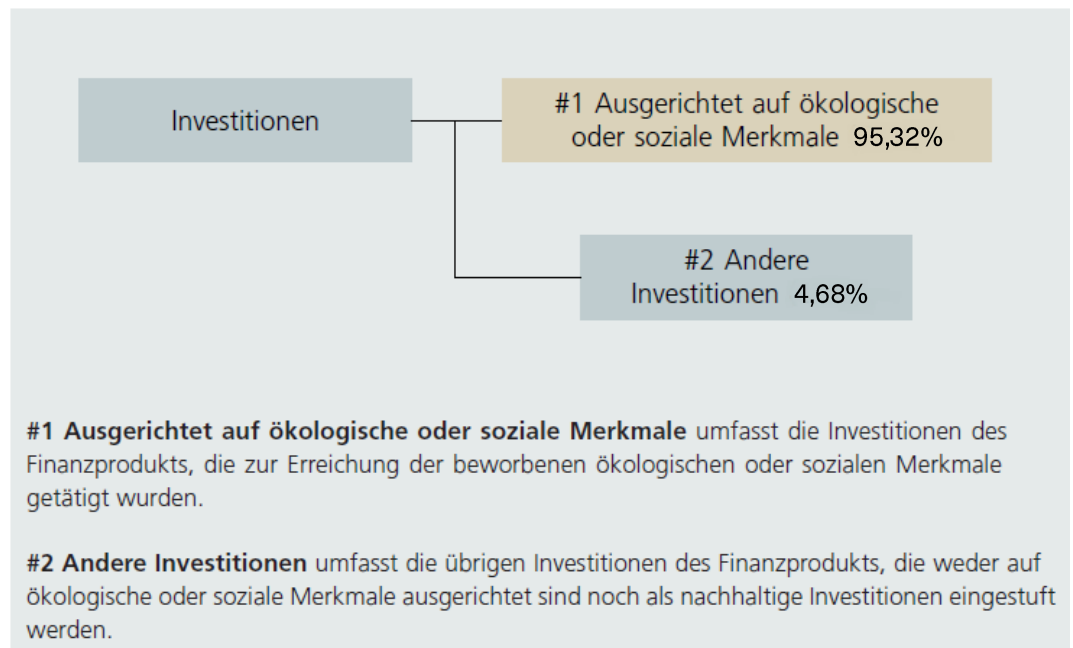 Investitionen
#1 Ausgerichtet auf ökologische
oder soziale Merkmale 95,32%
#2 Andere
Investitionen 4,68%
#1 Ausgerichtet auf ökologische oder soziale Merkmale umfasst die Investitionen des
Finanzprodukts, die zur Erreichung der beworbenen ökologischen oder sozialen Merkmale
getätigt wurden.
#2 Andere Investitionen umfasst die übrigen Investitionen des Finanzprodukts, die weder auf
ökologische oder soziale Merkmale ausgerichtet sind noch als nachhaltige Investitionen eingestuft
werden.